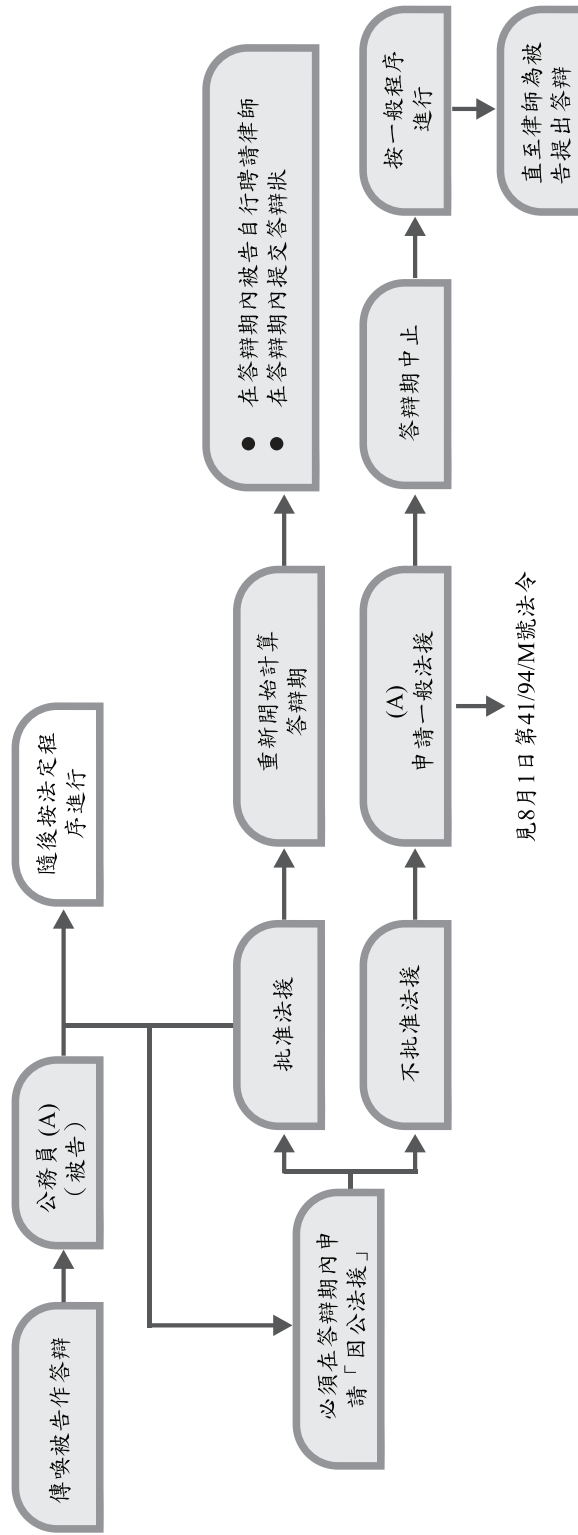 傳喚被告作答辯
公務員 (A)
（被告）
隨後按法定程
序進行
必須在答辯期內申
請「因公法援」
批准法援
重新開始計算
答辯期
● 在答辯期內被告自行聘請律師
● 在答辯期內提交答辯狀
不批准法援
(A)
申請一般法援
見8月1日第41/94/M號法令
答辯期中止
按一般程序
進行
直至律師為被
告提出答辯